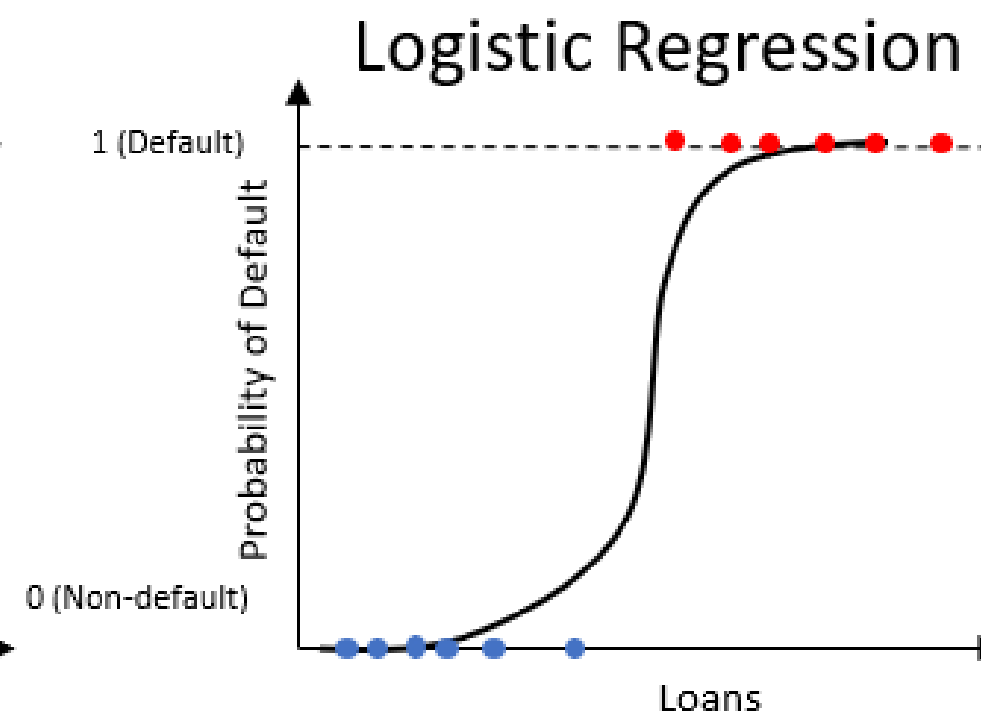 Logistic Regression
1 (Default)
Probability of Default
0 (Non-default)
Loans